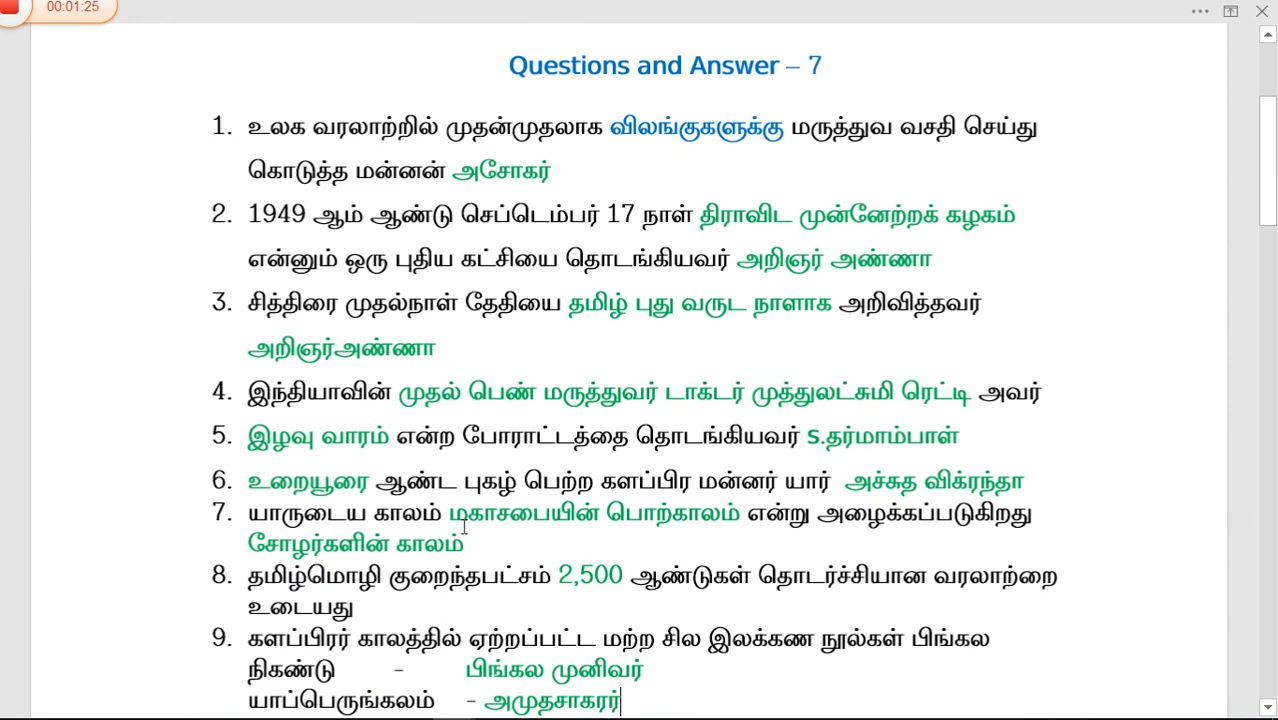 00:01:25
Questions and Answer – 7
1. உலக வரலாற்றில் முதன்முதலாக விலங்குகளுக்கு மருத்துவ வசதி செய்து
கொடுத்த மன்னன் அசோகர்
2. 1949 ஆம் ஆண்டு செப்டெம்பர் 17 நாள் திராவிட முன்னேற்றக் கழகம்
என்னும் ஒரு புதிய கட்சியை தொடங்கியவர் அறிஞர் அண்ணா
3. சித்திரை முதல்நாள் தேதியை தமிழ் புது வருட நாளாக அறிவித்தவர்
அறிஞர்அண்ணா
4. இந்தியாவின் முதல் பெண் மருத்துவர் டாக்டர் முத்துலட்சுமி ரெட்டி அவர்
5. இழவு வாரம் என்ற போராட்டத்தை தொடங்கியவர் s.தர்மாம்பாள்
6. உறையூரை ஆண்ட புகழ் பெற்ற களப்பிர மன்னர் யார் அச்சுத விக்ரந்தா
7. யாருடைய காலம் மகாசபையின் பொற்காலம் என்று அழைக்கப்படுகிறது
சோழர்களின் காலம்
8. தமிழ்மொழி குறைந்தபட்சம் 2,500 ஆண்டுகள் தொடர்ச்சியான வரலாற்றை
உடையது
9. களப்பிரர் காலத்தில் ஏற்றப்பட்ட மற்ற சில இலக்கண நூல்கள் பிங்கல
நிகண்டு - பிங்கல முனிவர்
யாப்பெருங்கலம் - அமுதசாகரர்